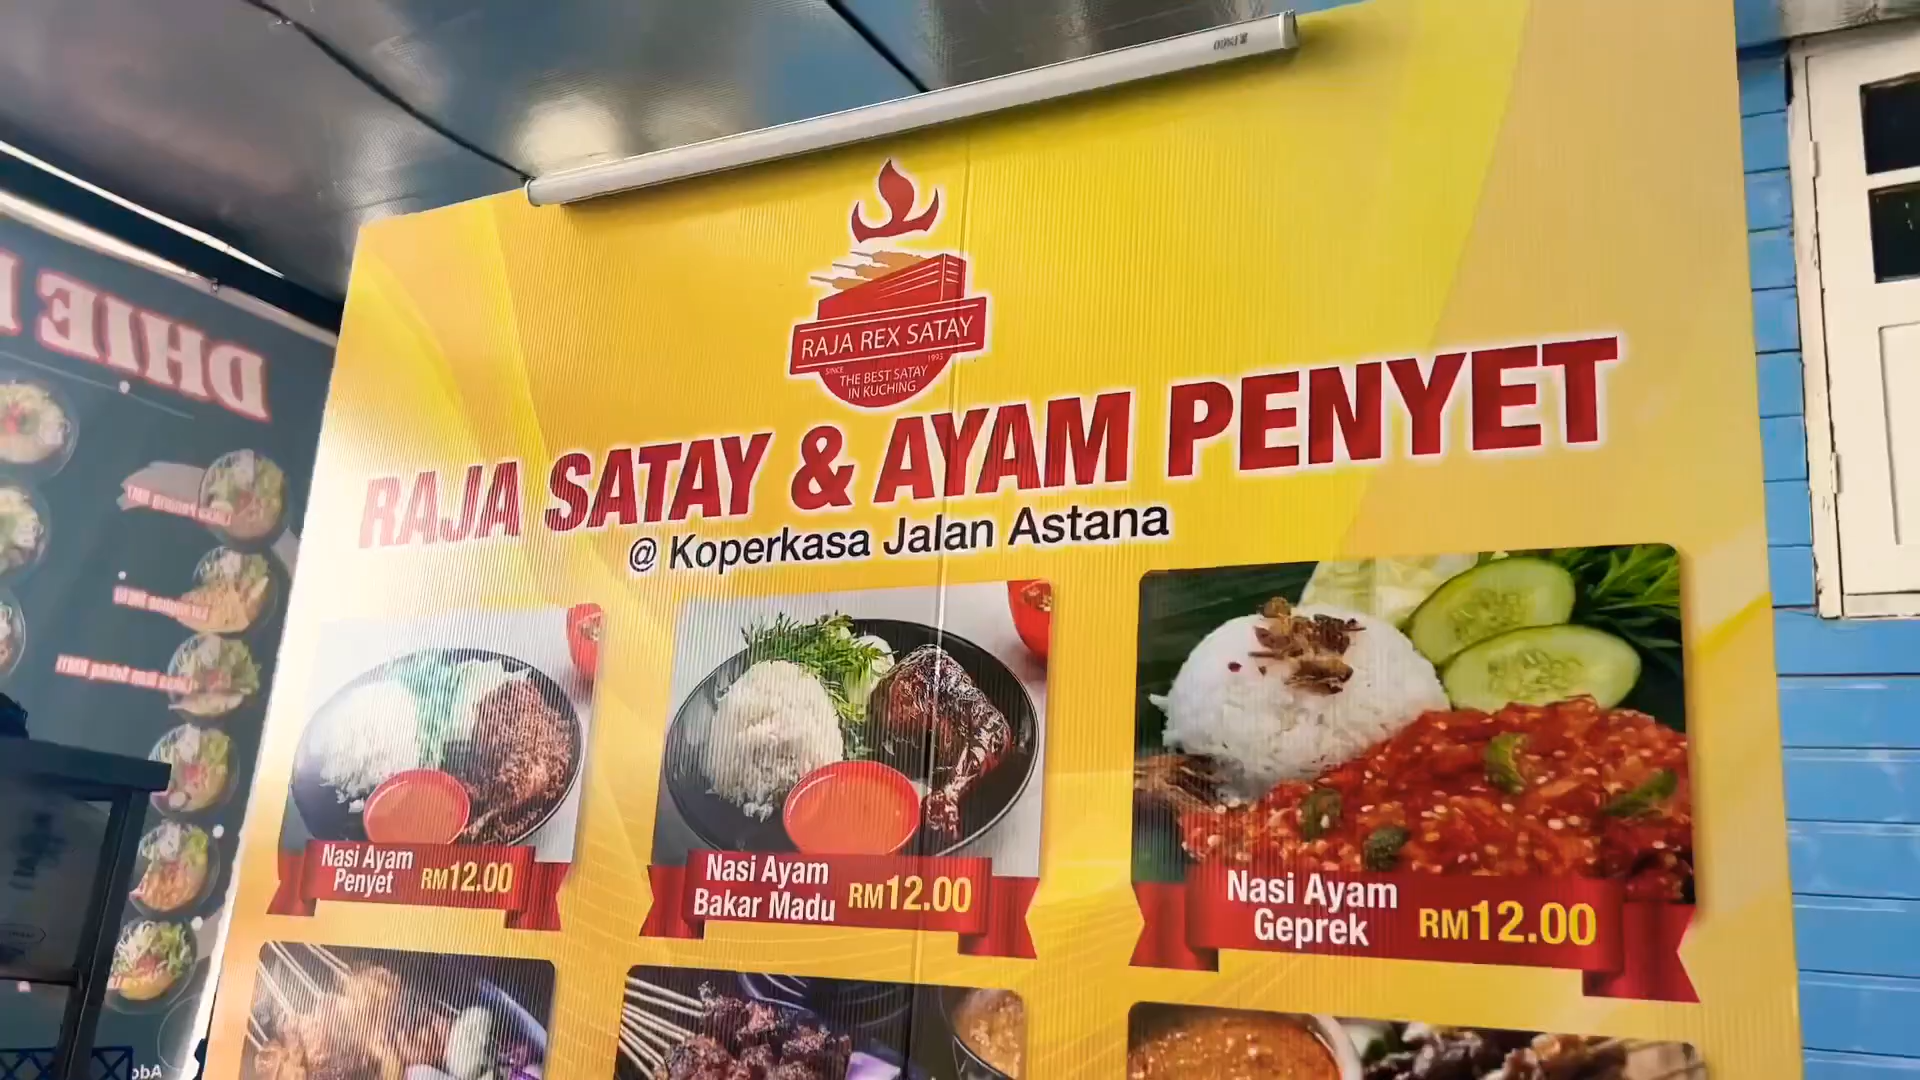 RAJA REX SATAY
SINCE 1993
THE BEST SATAY
IN KUCHING
RAJA SATAY & AYAM PENYET
@ Koperkasa Jalan Astana
Nasi Ayam
Penyet RM12.00
Nasi Ayam
Bakar Madu RM12.00
Nasi Ayam
Geprek RM12.00
DHIE